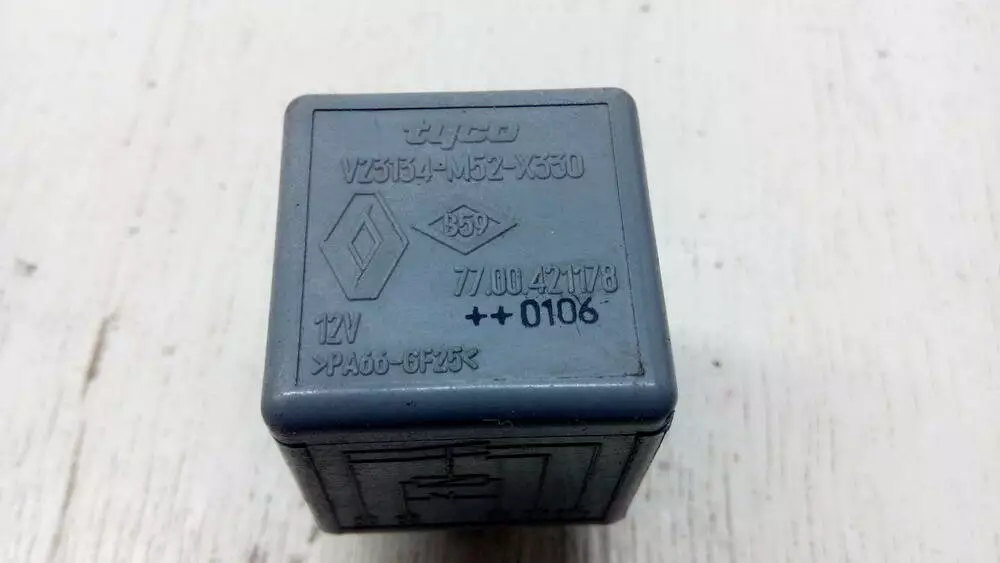 tyco
V23134-M52-X330
B59
77.00.421178
++0106
12V
>PA66-GF25<